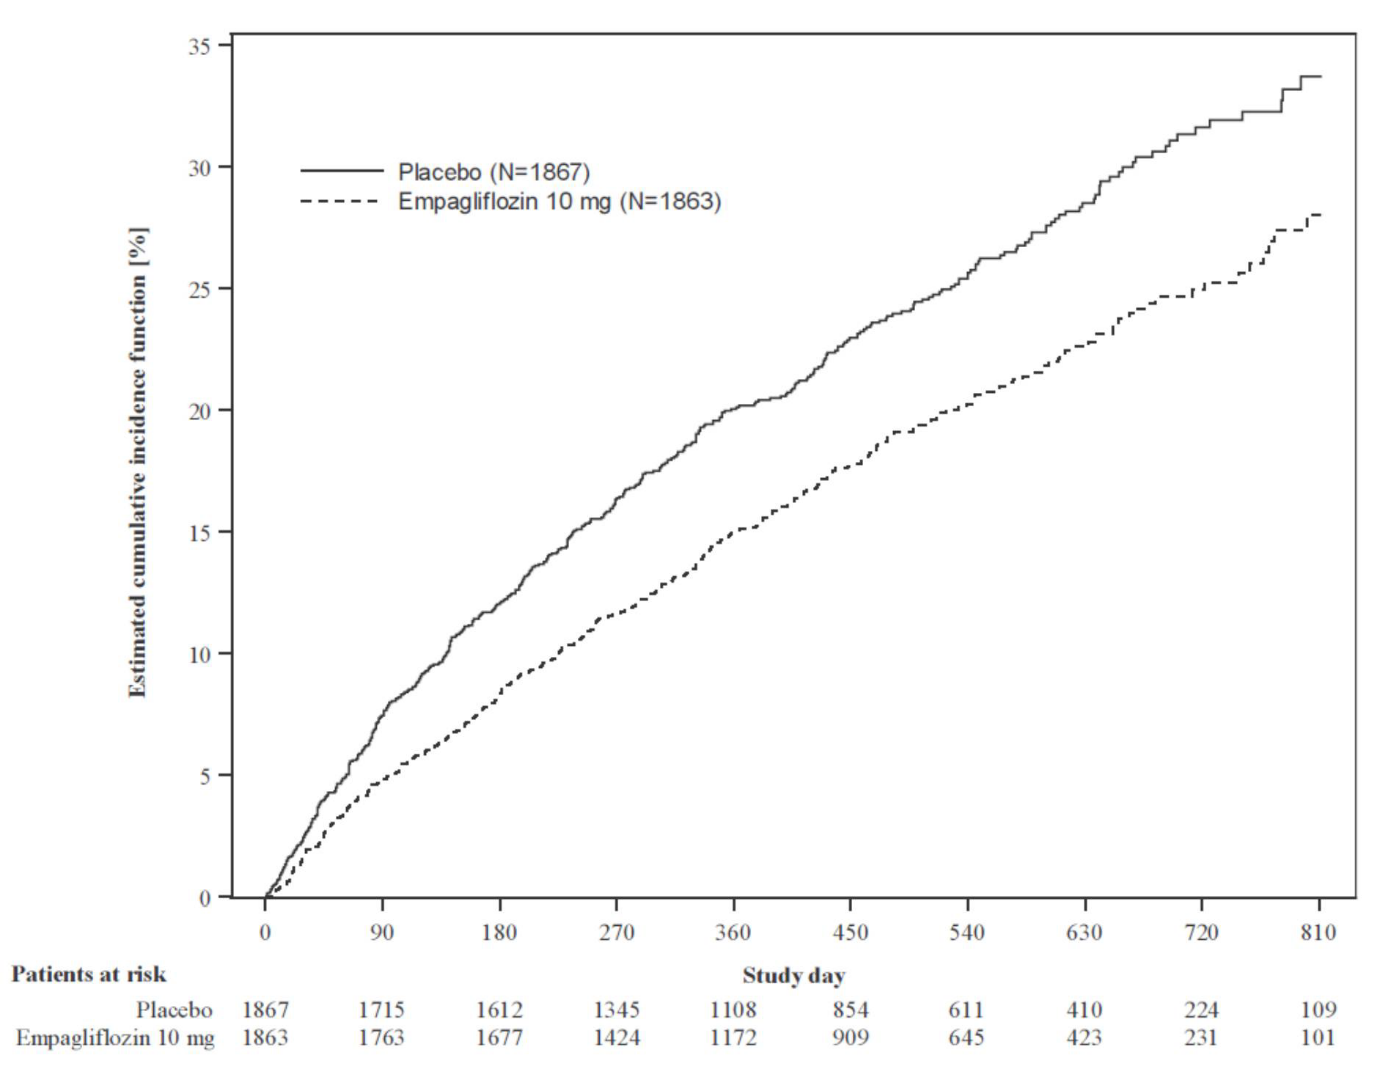 35
30
25
20
15
10
5
0
Estimated cumulative incidence function [%]
Placebo (N=1867)
Empagliflozin 10 mg (N=1863)
0 90 180 270 360 450 540 630 720 810
Patients at risk Study day
Placebo 1867 1715 1612 1345 1108 854 611 410 224 109
Empagliflozin 10 mg 1863 1763 1677 1424 1172 909 645 423 231 101